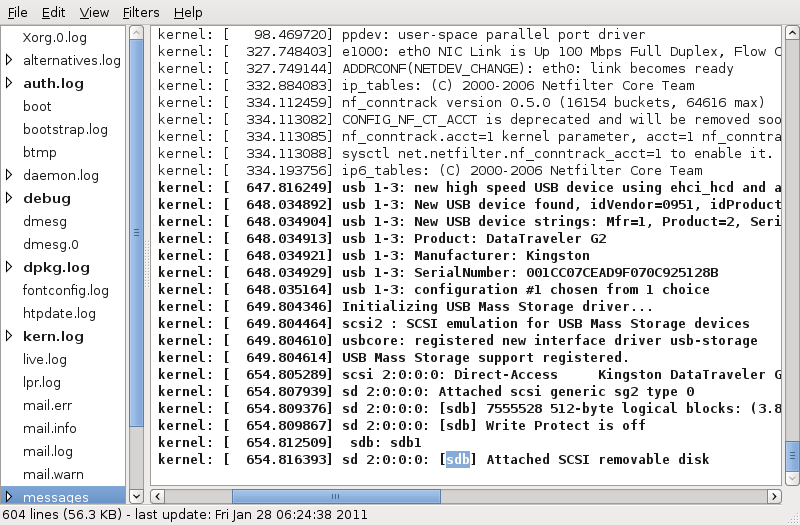 File Edit View Filters Help
Xorg.0.log
alternatives.log
auth.log
boot
bootstrap.log
btmp
daemon.log
debug
dmesg
dmesg.0
dpkg.log
fontconfig.log
htpdate.log
kern.log
live.log
lpr.log
mail.err
mail.info
mail.log
mail.warn
messages
kernel: [   98.469720] ppdev: user-space parallel port driver
kernel: [  327.748403] e1000: eth0 NIC Link is Up 100 Mbps Full Duplex, Flow C
kernel: [  327.749144] ADDRCONF(NETDEV_CHANGE): eth0: link becomes ready
kernel: [  332.884083] ip_tables: (C) 2000-2006 Netfilter Core Team
kernel: [  334.112459] nf_conntrack version 0.5.0 (16154 buckets, 64616 max)
kernel: [  334.113082] CONFIG_NF_CT_ACCT is deprecated and will be removed soo
kernel: [  334.113085] nf_conntrack.acct=1 kernel parameter, acct=1 nf_conntra
kernel: [  334.113088] sysctl net.netfilter.nf_conntrack_acct=1 to enable it.
kernel: [  334.193756] ip6_tables: (C) 2000-2006 Netfilter Core Team
kernel: [  647.816249] usb 1-3: new high speed USB device using ehci_hcd and a
kernel: [  648.034892] usb 1-3: New USB device found, idVendor=0951, idProduct
kernel: [  648.034904] usb 1-3: New USB device strings: Mfr=1, Product=2, Seri
kernel: [  648.034913] usb 1-3: Product: DataTraveler G2
kernel: [  648.034921] usb 1-3: Manufacturer: Kingston
kernel: [  648.034929] usb 1-3: SerialNumber: 001CC07CEAD9F070C925128B
kernel: [  648.035164] usb 1-3: configuration #1 chosen from 1 choice
kernel: [  649.804346] Initializing USB Mass Storage driver...
kernel: [  649.804464] scsi2 : SCSI emulation for USB Mass Storage devices
kernel: [  649.804610] usbcore: registered new interface driver usb-storage
kernel: [  649.804614] USB Mass Storage support registered.
kernel: [  654.805289] scsi 2:0:0:0: Direct-Access     Kingston DataTraveler G
kernel: [  654.807939] sd 2:0:0:0: Attached scsi generic sg2 type 0
kernel: [  654.809376] sd 2:0:0:0: [sdb] 7555528 512-byte logical blocks: (3.8
kernel: [  654.809867] sd 2:0:0:0: [sdb] Write Protect is off
kernel: [  654.812509]  sdb: sdb1
kernel: [  654.816393] sd 2:0:0:0: [sdb] Attached SCSI removable disk
604 lines (56.3 KB) - last update: Fri Jan 28 06:24:38 2011